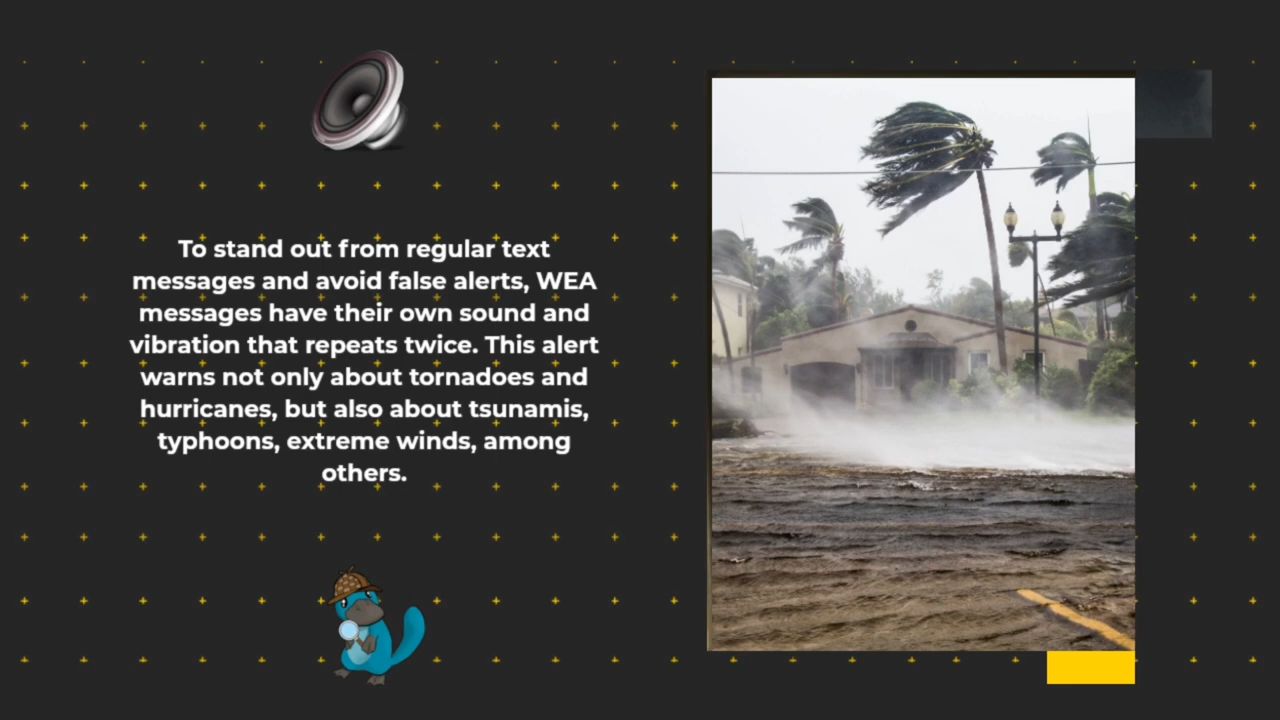 To stand out from regular text
messages and avoid false alerts, WEA
messages have their own sound and
vibration that repeats twice. This alert
warns not only about tornadoes and
hurricanes, but also about tsunamis,
typhoons, extreme winds, among
others.